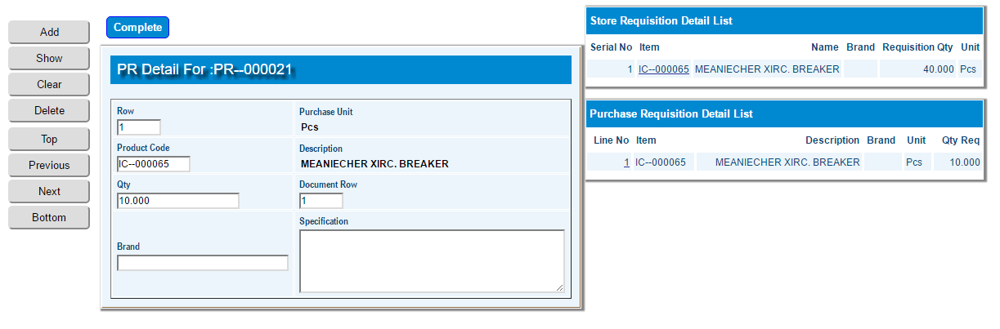 Add
Show
Clear
Delete
Top
Previous
Next
Bottom
Complete
PR Detail For :PR--000021
Row
1
Purchase Unit
Pcs
Product Code
IC--000065
Description
MEANIECHER XIRC. BREAKER
Qty
10.000
Document Row
1
Brand
Specification
Store Requisition Detail List
Serial No Item Name Brand Requisition Qty Unit
1 IC--000065 MEANIECHER XIRC. BREAKER 40.000 Pcs
Purchase Requisition Detail List
Line No Item Description Brand Unit Qty Req
1 IC--000065 MEANIECHER XIRC. BREAKER Pcs 10.000